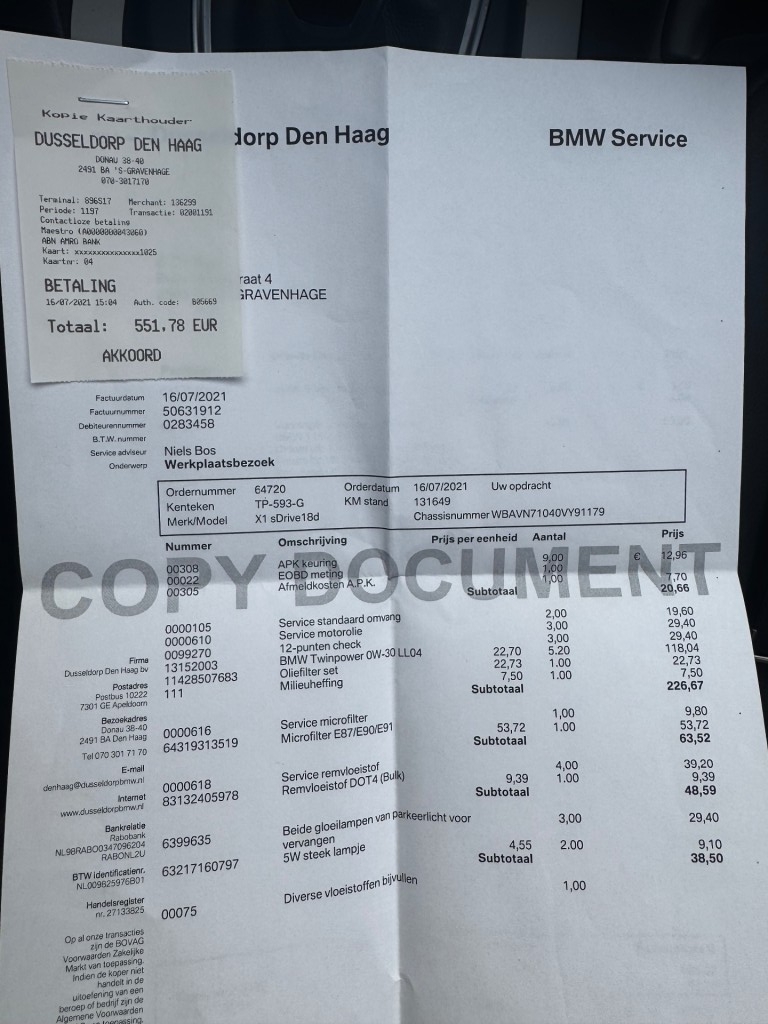 Kopie Kaarthouder
DUSSELDORP DEN HAAG
DONAU 38-40
2491 BA 'S-GRAVENHAGE
070-3017170
Terminal: 896S17 Merchant: 136299
Periode: 1197 Transactie: 02001191
Contactloze betaling
Maestro (A0000000043060)
ABN AMRO BANK
Kaart: xxxxxxxxxxxxxxx1025
Kaartnr: 04
BETALING
16/07/2021 15:04 Auth. code: B05669
Totaal: 551.78 EUR
AKKOORD
dorp Den Haag
BMW Service
raat 4
GRAVENHAGE
Factuurdatum 16/07/2021
Factuurnummer 50631912
Debiteurennummer 0283458
B.T.W. nummer
Service adviseur Niels Bos
Onderwerp Werkplaatsbezoek
Ordernummer 64720 Orderdatum 16/07/2021 Uw opdracht
Kenteken TP-593-G KM stand 131649
Merk/Model X1 sDrive18d Chassisnummer WBAVN71040VY91179
Nummer Omschrijving Prijs per eenheid Aantal Prijs
00308 APK keuring 9,00 € 12,96
00022 EOBD meting 1,00
00305 Afmeldkosten A.P.K. 1,00 7,70
Subtotaal 20,66
COPY DOCUMENT
0000105 Service standaard omvang 2,00 19,60
0000610 Service motorolie 3,00 29,40
0099270 12-punten check 3,00 29,40
13152003 BMW Twinpower 0W-30 LL04 22,70 5.20 118,04
11428507683 Oliefilter set 22,73 1.00 22,73
111 Milieuheffing 7,50 1.00 7,50
Subtotaal 226,67
0000616 Service microfilter 1,00 9,80
64319313519 Microfilter E87/E90/E91 53,72 1.00 53,72
Subtotaal 63,52
0000618 Service remvloeistof 4,00 39,20
83132405978 Remvloeistof DOT4 (Bulk) 9,39 1.00 9,39
Subtotaal 48,59
6399635 Beide gloeilampen van parkeerlicht voor 3,00 29,40
vervangen
63217160797 5W steek lampje 4,55 2.00 9,10
Subtotaal 38,50
00075 Diverse vloeistoffen bijvullen 1,00
Firma
Dusseldorp Den Haag bv
Postadres
Postbus 10222
7301 GE Apeldoorn
Bezoekadres
Donau 38-40
2491 BA Den Haag
Tel 070 301 71 70
E-mail
denhaag@dusseldorpbmw.nl
Internet
www.dusseldorpbmw.nl
Bankrelatie
Rabobank
NL98RABO0347096204
RABONL2U
BTW identificatienr.
NL009625976B01
Handelsregister
nr. 27133825
Op al onze transacties
zijn de BOVAG
Voorwaarden Zakelijke
Markt van toepassing.
Indien de koper niet
handelt in de
uitoefening van een
beroep of bedrijf zijn de
Algemene Voorwaarden
toepassing.